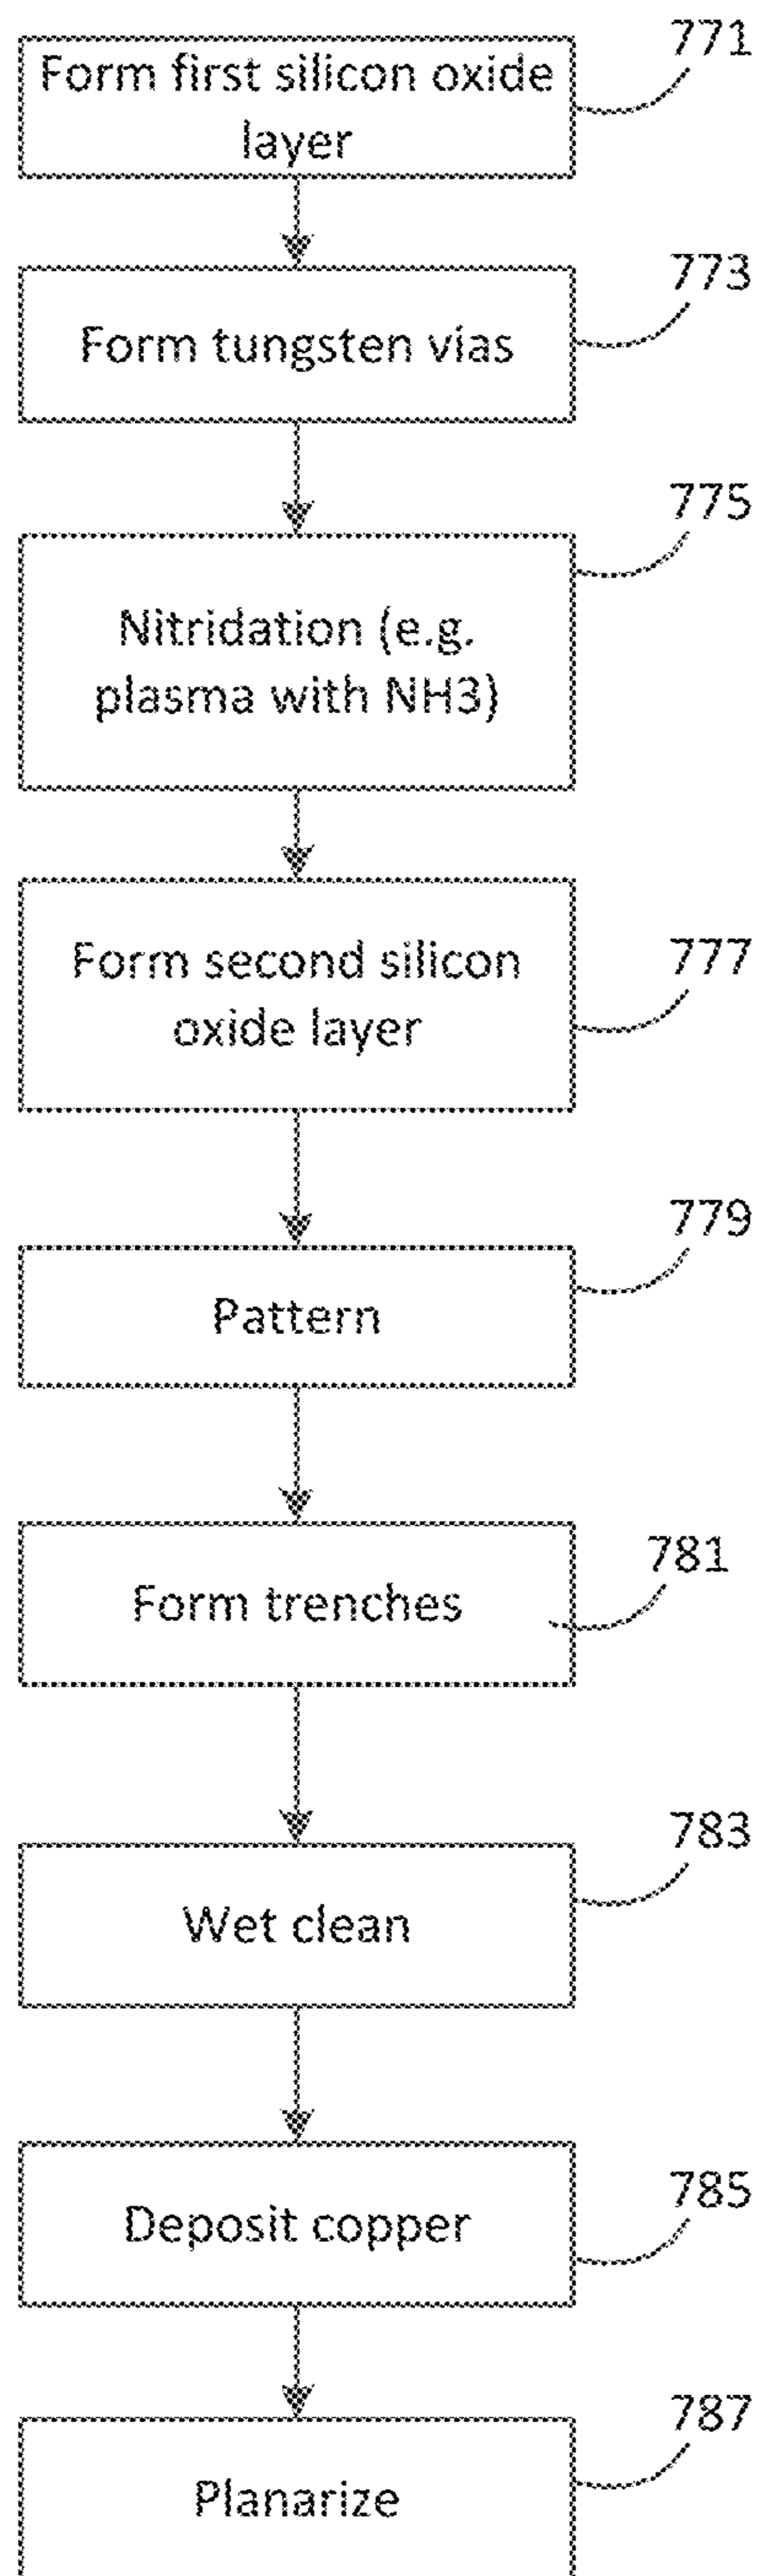 771
Form first silicon oxide
layer
773
Form tungsten vias
775
Nitridation (e.g.
plasma with NH3)
777
Form second silicon
oxide layer
779
Pattern
781
Form trenches
783
Wet clean
785
Deposit copper
787
Planarize